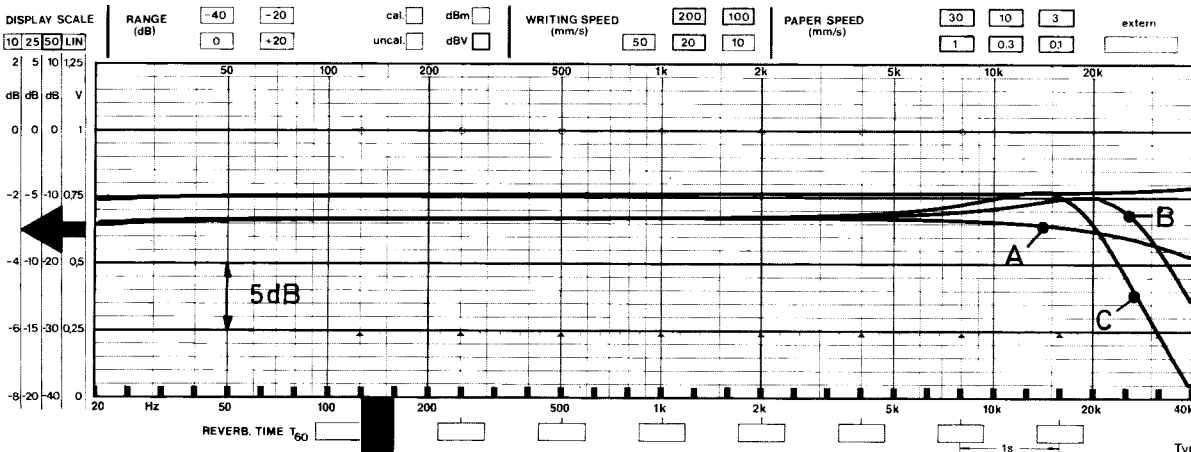 DISPLAY SCALE
10 25 50 LIN
RANGE (dB)
-40 -20
0 +20
cal. dBm
uncal. dBV
WRITING SPEED (mm/s)
200 100
50 20 10
PAPER SPEED (mm/s)
30 10 3
1 0.3 0.1
extern
2 5 10 1,25
dB dB dB V
0 0 0 1
-2 -5 -10 0,75
-4 -10 -20 0,5
-6 -15 -30 0,25
-8 -20 -40 0
50 100 200 500 1k 2k 5k 10k 20k
A
B
C
5dB
20 Hz 50 100 200 500 1k 2k 5k 10k 20k 40k
REVERB. TIME T60
1s
Typ